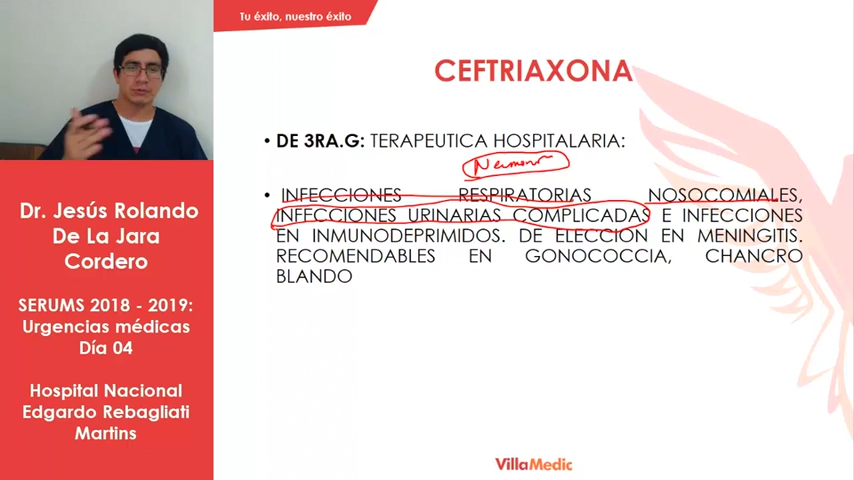 Tu éxito, nuestro éxito
CEFTRIAXONA
• DE 3RA.G: TERAPEUTICA HOSPITALARIA:
• INFECCIONES RESPIRATORIAS NOSOCOMIALES,
INFECCIONES URINARIAS COMPLICADAS E INFECCIONES
EN INMUNODEPRIMIDOS. DE ELECCIÓN EN MENINGITIS.
RECOMENDABLES EN GONOCOCCIA, CHANCRO
BLANDO
Dr. Jesús Rolando
De La Jara
Cordero
SERUMS 2018 - 2019:
Urgencias médicas
Día 04
Hospital Nacional
Edgardo Rebagliati
Martins
VillaMedic